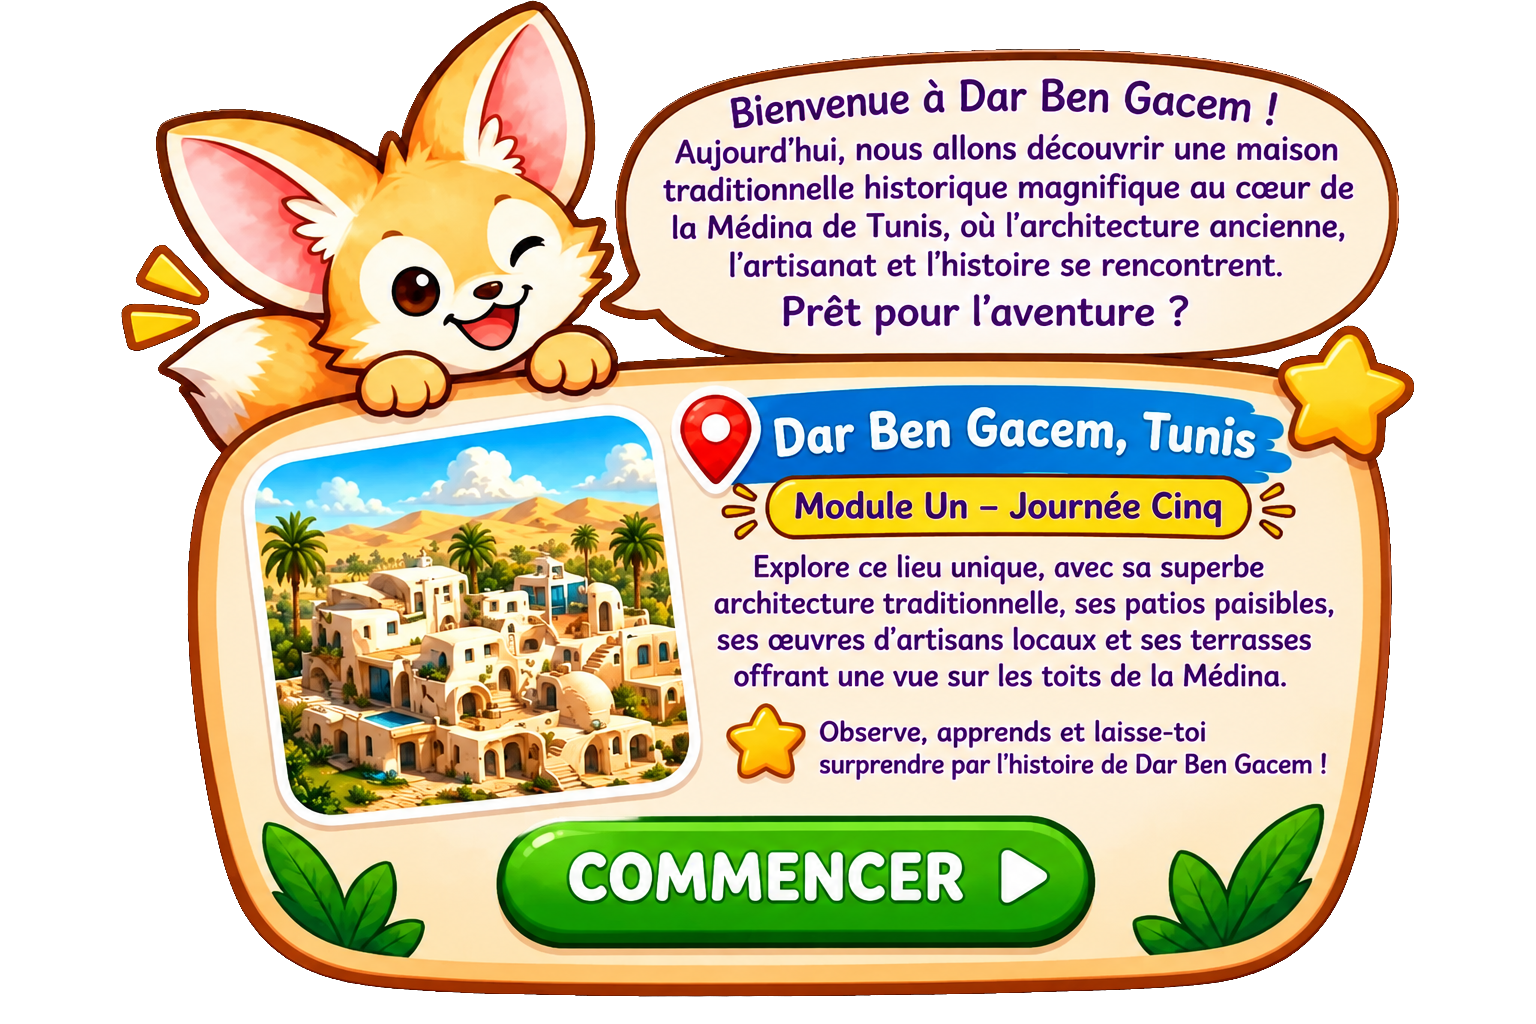 Bienvenue à Dar Ben Gacem !
Aujourd’hui, nous allons découvrir une maison
traditionnelle historique magnifique au cœur de
la Médina de Tunis, où l’architecture ancienne,
l’artisanat et l’histoire se rencontrent.
Prêt pour l’aventure ?
Dar Ben Gacem, Tunis
Module Un – Journée Cinq
Explore ce lieu unique, avec sa superbe
architecture traditionnelle, ses patios paisibles,
ses œuvres d’artisans locaux et ses terrasses
offrant une vue sur les toits de la Médina.
Observe, apprends et laisse-toi
surprendre par l’histoire de Dar Ben Gacem !
COMMENCER